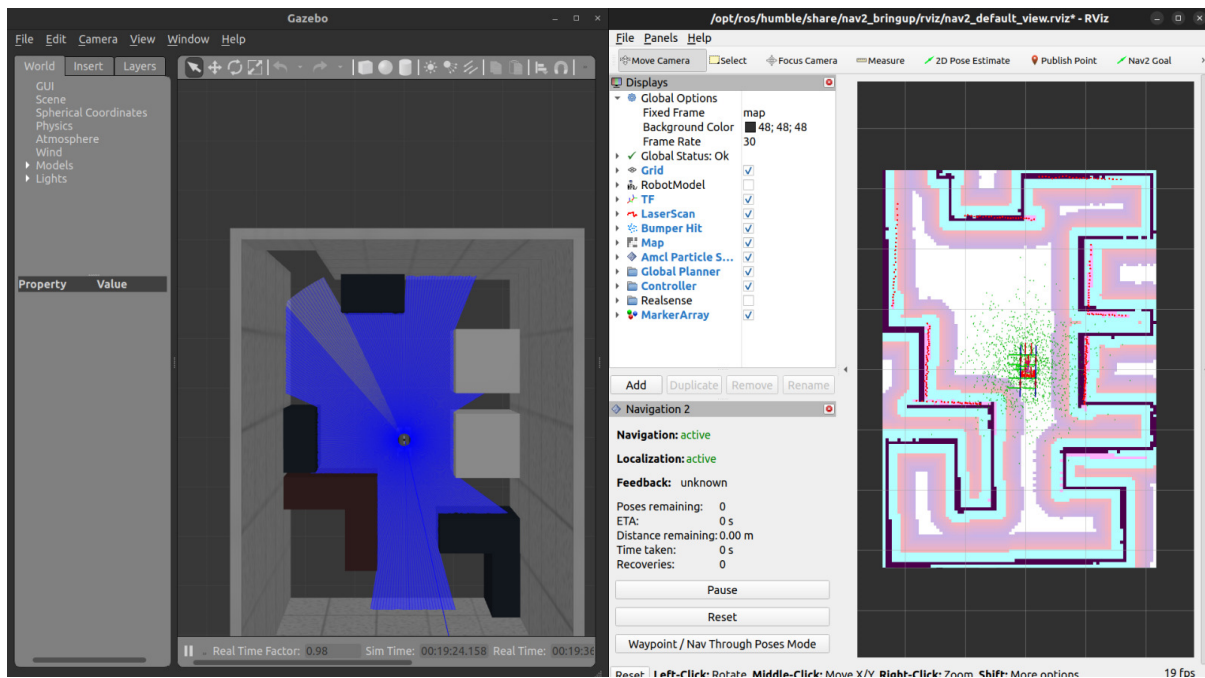 Gazebo
File Edit Camera View Window Help
World Insert Layers
GUI
Scene
Spherical Coordinates
Physics
Atmosphere
Wind
Models
Lights
Property Value
Real Time Factor: 0.98 Sim Time: 00:19:24.158 Real Time: 00:19:36
/opt/ros/humble/share/nav2_bringup/rviz/nav2_default_view.rviz* - RViz
File Panels Help
Move Camera Select Focus Camera Measure 2D Pose Estimate Publish Point Nav2 Goal
Displays
Global Options
Fixed Frame map
Background Color 48; 48; 48
Frame Rate 30
Global Status: Ok
Grid
RobotModel
TF
LaserScan
Bumper Hit
Map
Amcl Particle S...
Global Planner
Controller
Realsense
MarkerArray
Add Duplicate Remove Rename
Navigation 2
Navigation: active
Localization: active
Feedback: unknown
Poses remaining: 0
ETA: 0 s
Distance remaining: 0.00 m
Time taken: 0 s
Recoveries: 0
Pause
Reset
Waypoint / Nav Through Poses Mode
Reset Left-Click: Rotate. Middle-Click: Move X/Y. Right-Click: Zoom. Shift: More options. 19 fps